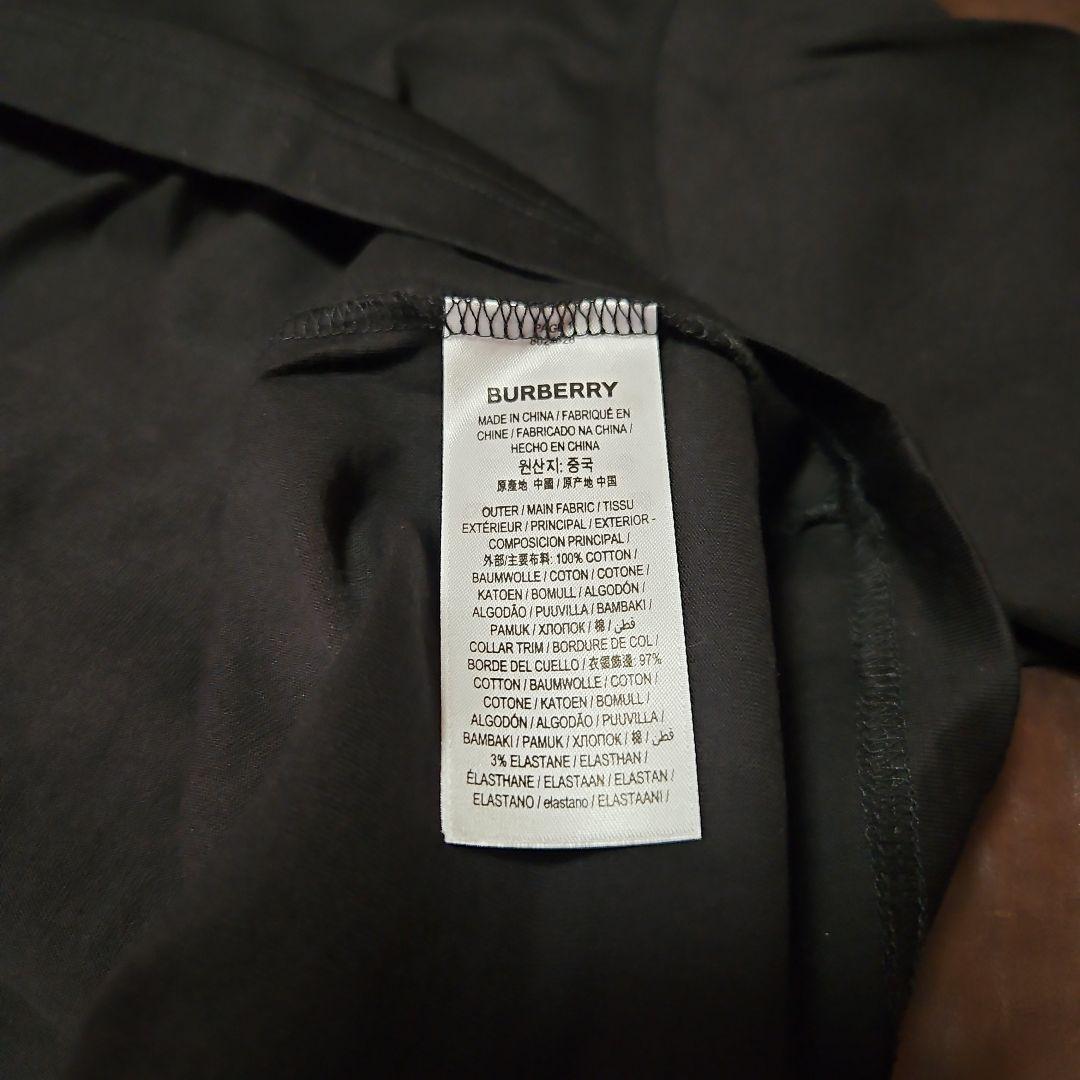 BURBERRY
MADE IN CHINA / FABRIQUÉ EN
CHINE / FABRICADO NA CHINA /
HECHO EN CHINA
원산지: 중국
原產地 中國 / 原产地 中国
OUTER / MAIN FABRIC / TISSU
EXTÉRIEUR / PRINCIPAL / EXTERIOR -
COMPOSICION PRINCIPAL /
外部/主要布料: 100% COTTON /
BAUMWOLLE / COTON / COTONE /
KATOEN / BOMULL / ALGODÓN /
ALGODÃO / PUUVILLA / BAMBAKI /
PAMUK / ХЛОПОК / 棉 / قطن /
COLLAR TRIM / BORDURE DE COL /
BORDE DEL CUELLO / 衣領飾邊: 97%
COTTON / BAUMWOLLE / COTON /
COTONE / KATOEN / BOMULL /
ALGODÓN / ALGODÃO / PUUVILLA /
BAMBAKI / PAMUK / ХЛОПОК / 棉 / قطن
3% ELASTANE / ELASTHAN /
ÉLASTHANE / ELASTAAN / ELASTAN /
ELASTANO / elastano / ELASTAANI /